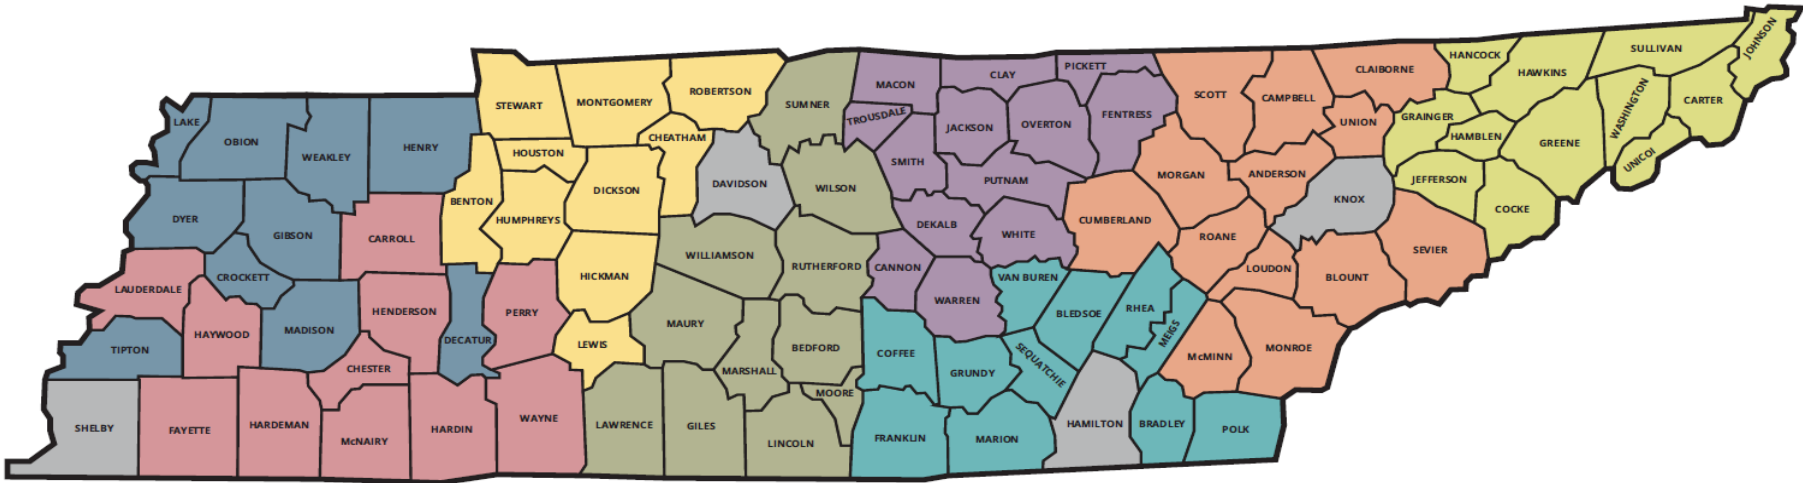 JOHNSON
SULLIVAN
HANCOCK
HAWKINS
CARTER
WASHINGTON
UNICOI
GREENE
GRAINGER
HAMBLEN
JEFFERSON
COCKE
CLAIBORNE
UNION
CAMPBELL
SCOTT
ANDERSON
MORGAN
KNOX
SEVIER
BLOUNT
LOUDON
ROANE
CUMBERLAND
MONROE
McMINN
PICKETT
CLAY
MACON
TROUSDALE
JACKSON
OVERTON
FENTRESS
SMITH
PUTNAM
DEKALB
WHITE
CANNON
WARREN
VAN BUREN
BLEDSOE
RHEA
MEIGS
SEQUATCHIE
GRUNDY
COFFEE
FRANKLIN
MARION
HAMILTON
BRADLEY
POLK
SUMNER
WILSON
DAVIDSON
WILLIAMSON
RUTHERFORD
MAURY
MARSHALL
BEDFORD
MOORE
LAWRENCE
GILES
LINCOLN
STEWART
MONTGOMERY
ROBERTSON
CHEATHAM
HOUSTON
DICKSON
BENTON
HUMPHREYS
HICKMAN
LEWIS
LAKE
OBION
WEAKLEY
HENRY
DYER
GIBSON
CARROLL
CROCKETT
LAUDERDALE
HAYWOOD
MADISON
HENDERSON
DECATUR
PERRY
TIPTON
CHESTER
SHELBY
FAYETTE
HARDEMAN
McNAIRY
HARDIN
WAYNE